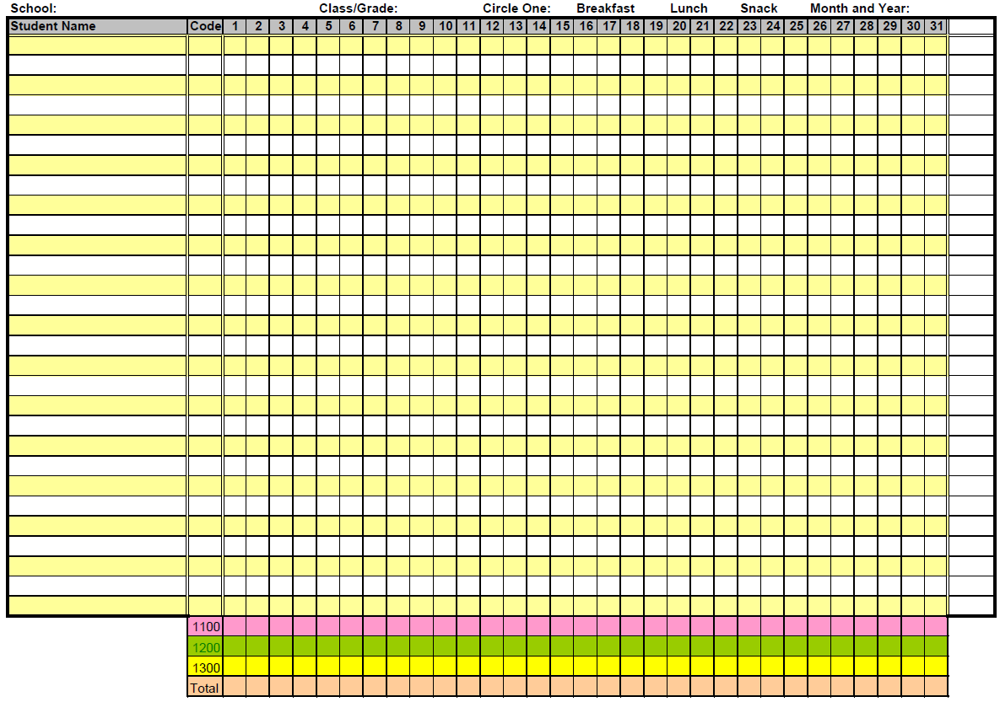 School: Class/Grade: Circle One: Breakfast Lunch Snack Month and Year:
Student Name Code 1 2 3 4 5 6 7 8 9 10 11 12 13 14 15 16 17 18 19 20 21 22 23 24 25 26 27 28 29 30 31
1100
1200
1300
Total